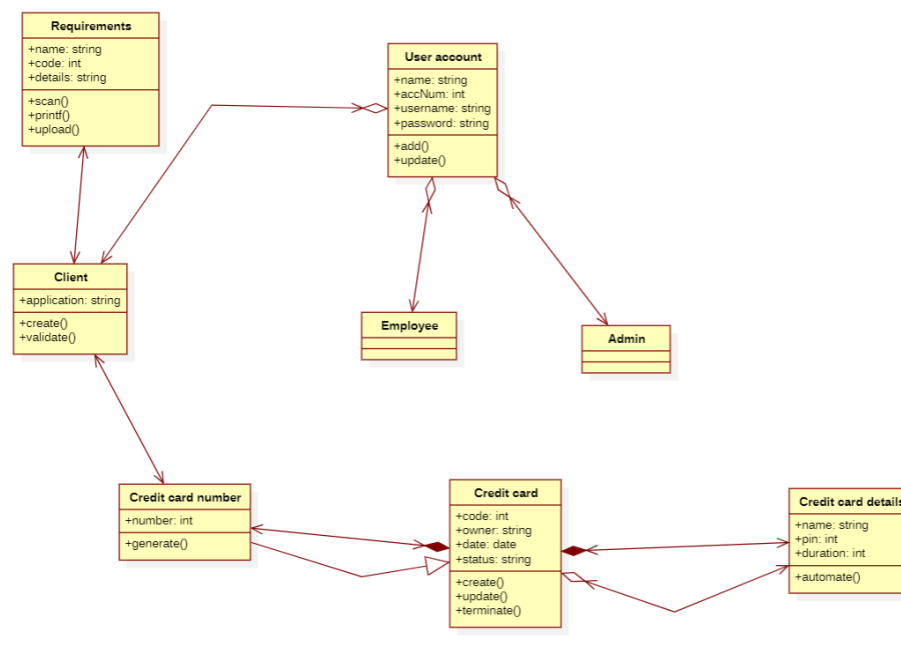 Requirements
+name: string
+code: int
+details: string
+scan()
+printf()
+upload()
User account
+name: string
+accNum: int
+username: string
+password: string
+add()
+update()
Client
+application: string
+create()
+validate()
Employee
Admin
Credit card number
+number: int
+generate()
Credit card
+code: int
+owner: string
+date: date
+status: string
+create()
+update()
+terminate()
Credit card details
+name: string
+pin: int
+duration: int
+automate()